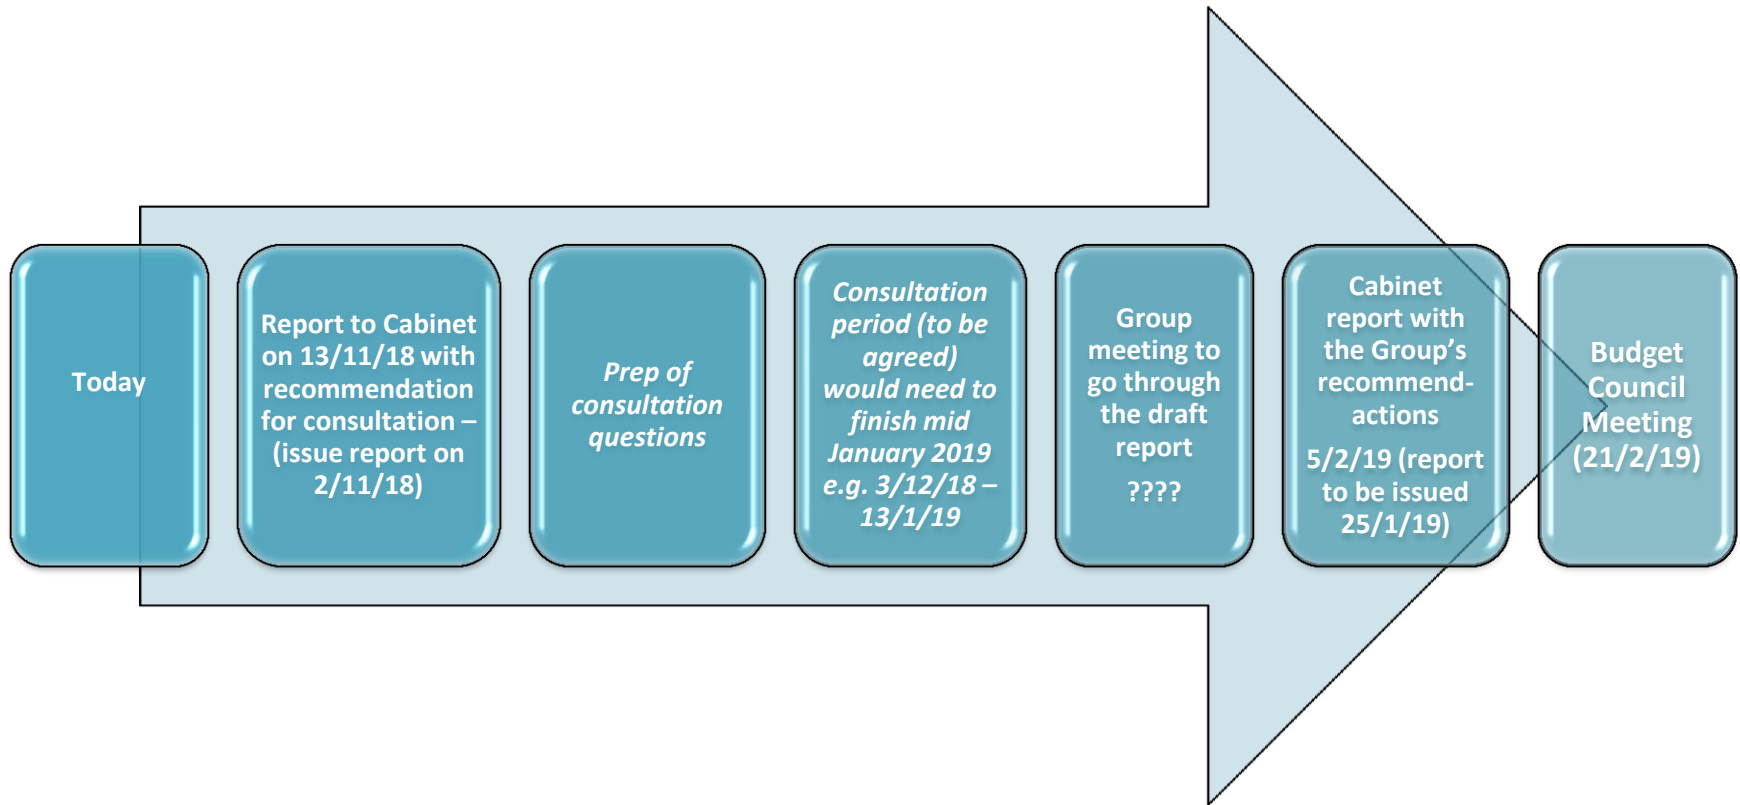 Today
Report to Cabinet
on 13/11/18 with
recommendation
for consultation –
(issue report on
2/11/18)
Prep of
consultation
questions
Consultation
period (to be
agreed)
would need to
finish mid
January 2019
e.g. 3/12/18 –
13/1/19
Group
meeting to
go through
the draft
report
????
Cabinet
report with
the Group’s
recommend-
actions
5/2/19 (report
to be issued
25/1/19)
Budget
Council
Meeting
(21/2/19)